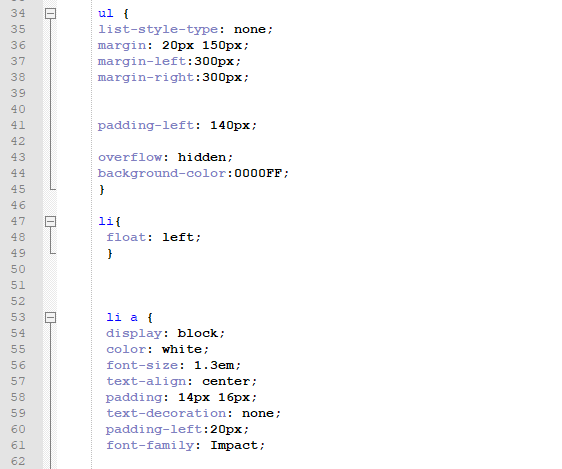 34 ul {
35 list-style-type: none;
36 margin: 20px 150px;
37 margin-left:300px;
38 margin-right:300px;
39
40
41 padding-left: 140px;
42
43 overflow: hidden;
44 background-color:0000FF;
45 }
46
47 li{
48 float: left;
49 }
50
51
52
53 li a {
54 display: block;
55 color: white;
56 font-size: 1.3em;
57 text-align: center;
58 padding: 14px 16px;
59 text-decoration: none;
60 padding-left:20px;
61 font-family: Impact;
62